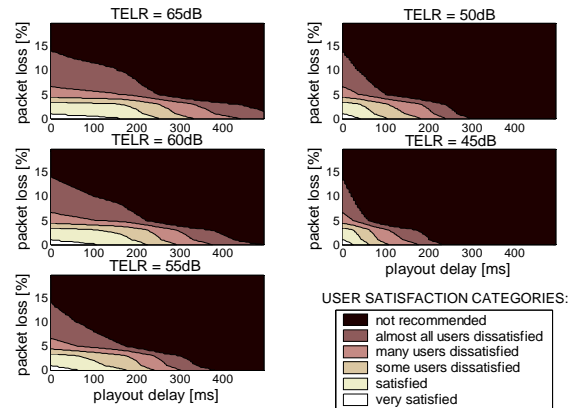 TELR = 65dB
packet loss [%]
15
10
5
0
0 100 200 300 400
TELR = 50dB
packet loss [%]
15
10
5
0
0 100 200 300 400
TELR = 60dB
packet loss [%]
15
10
5
0
0 100 200 300 400
TELR = 45dB
packet loss [%]
15
10
5
0
0 100 200 300 400
playout delay [ms]
TELR = 55dB
packet loss [%]
15
10
5
0
0 100 200 300 400
playout delay [ms]
USER SATISFACTION CATEGORIES:
not recommended
almost all users dissatisfied
many users dissatisfied
some users dissatisfied
satisfied
very satisfied